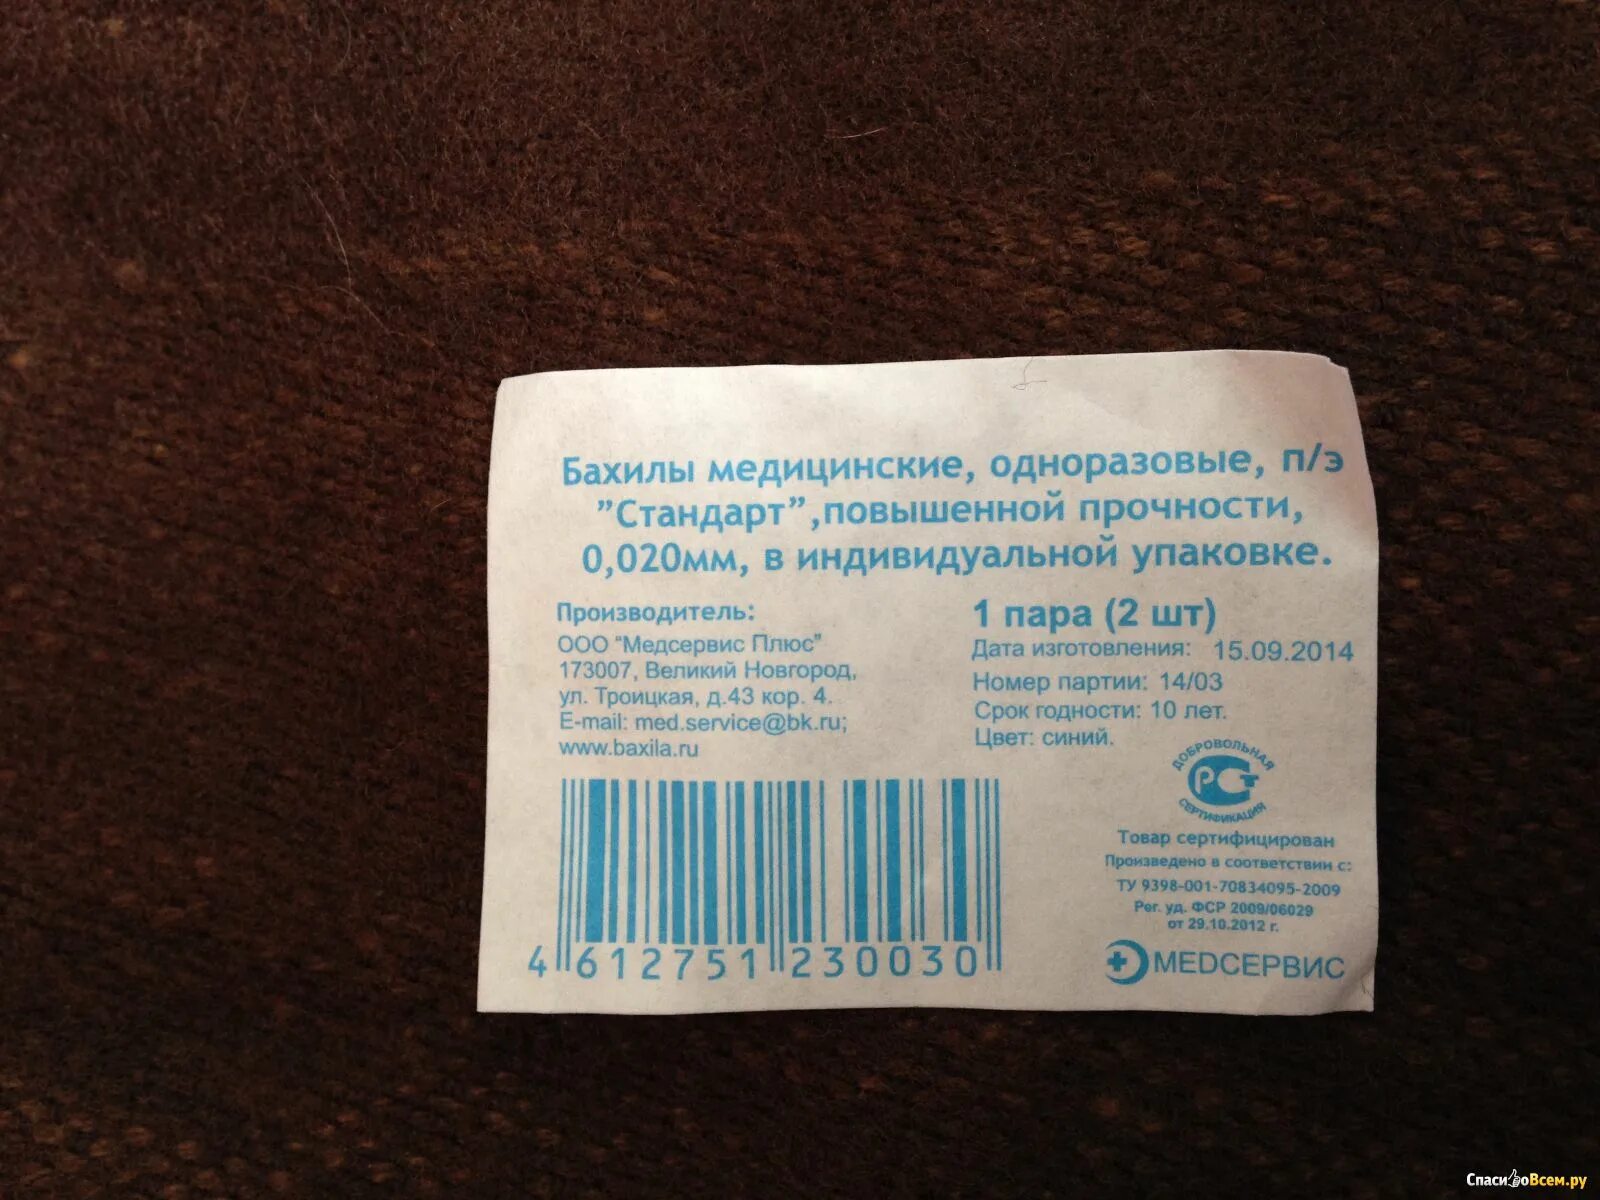 Бахилы медицинские, одноразовые, п/э
"Стандарт",повышенной прочности,
0,020мм, в индивидуальной упаковке.
Производитель:
ООО "Медсервис Плюс"
173007, Великий Новгород,
ул. Троицкая, д.43 кор. 4.
E-mail: med.service@bk.ru;
www.baxila.ru
1 пара (2 шт)
Дата изготовления: 15.09.2014
Номер партии: 14/03
Срок годности: 10 лет.
Цвет: синий.
ДОБРОВОЛЬНАЯ
РСТ
СЕРТИФИКАЦИЯ
Товар сертифицирован
Произведено в соответствии с:
ТУ 9398-001-70834095-2009
Рег. уд. ФСР 2009/06029
от 29.10.2012 г.
МЕДСЕРВИС
4 612751 230030
СпасибоВсем.ру